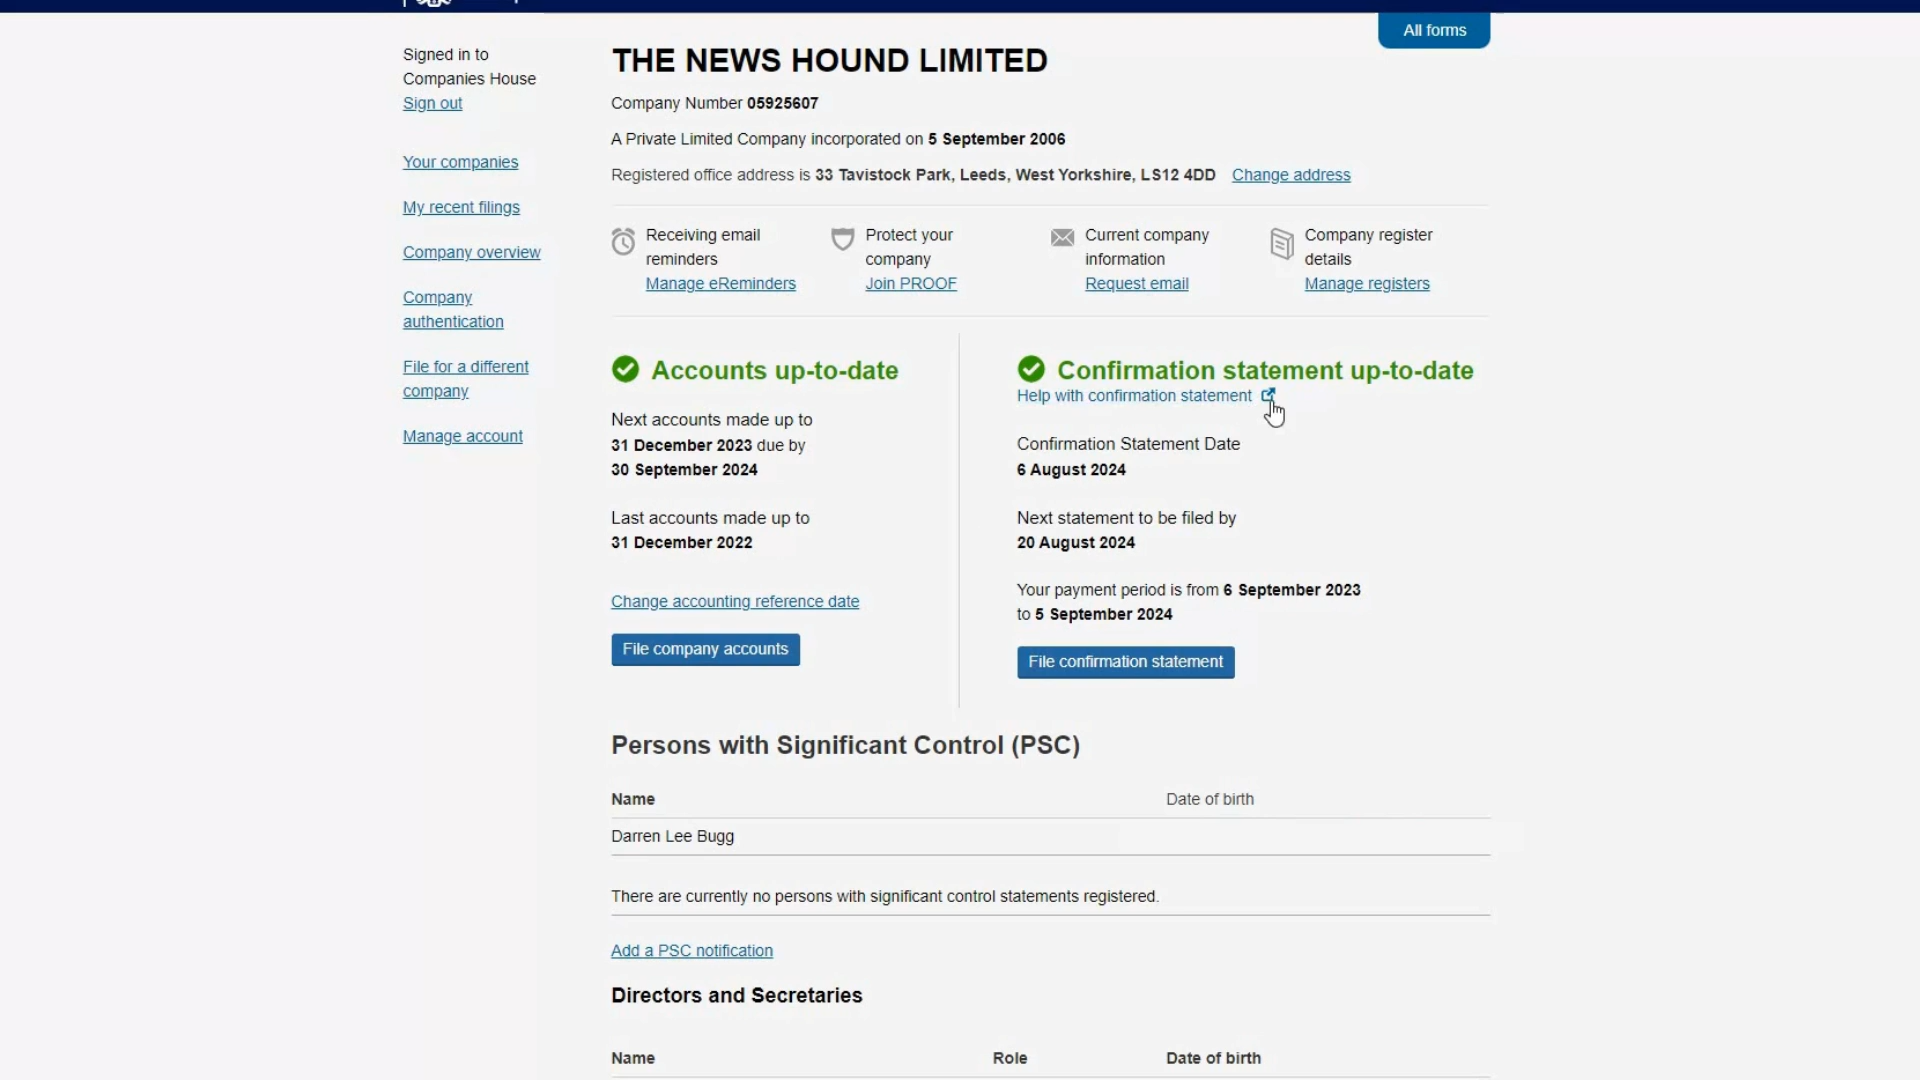 All forms
Signed in to
Companies House
Sign out
Your companies
My recent filings
Company overview
Company
authentication
File for a different
company
Manage account
THE NEWS HOUND LIMITED
Company Number 05925607
A Private Limited Company incorporated on 5 September 2006
Registered office address is 33 Tavistock Park, Leeds, West Yorkshire, LS12 4DD Change address
Receiving email
reminders
Manage eReminders
Protect your
company
Join PROOF
Current company
information
Request email
Company register
details
Manage registers
Accounts up-to-date
Next accounts made up to
31 December 2023 due by
30 September 2024
Last accounts made up to
31 December 2022
Change accounting reference date
File company accounts
Confirmation statement up-to-date
Help with confirmation statement
Confirmation Statement Date
6 August 2024
Next statement to be filed by
20 August 2024
Your payment period is from 6 September 2023
to 5 September 2024
File confirmation statement
Persons with Significant Control (PSC)
Name Date of birth
Darren Lee Bugg
There are currently no persons with significant control statements registered.
Add a PSC notification
Directors and Secretaries
Name Role Date of birth